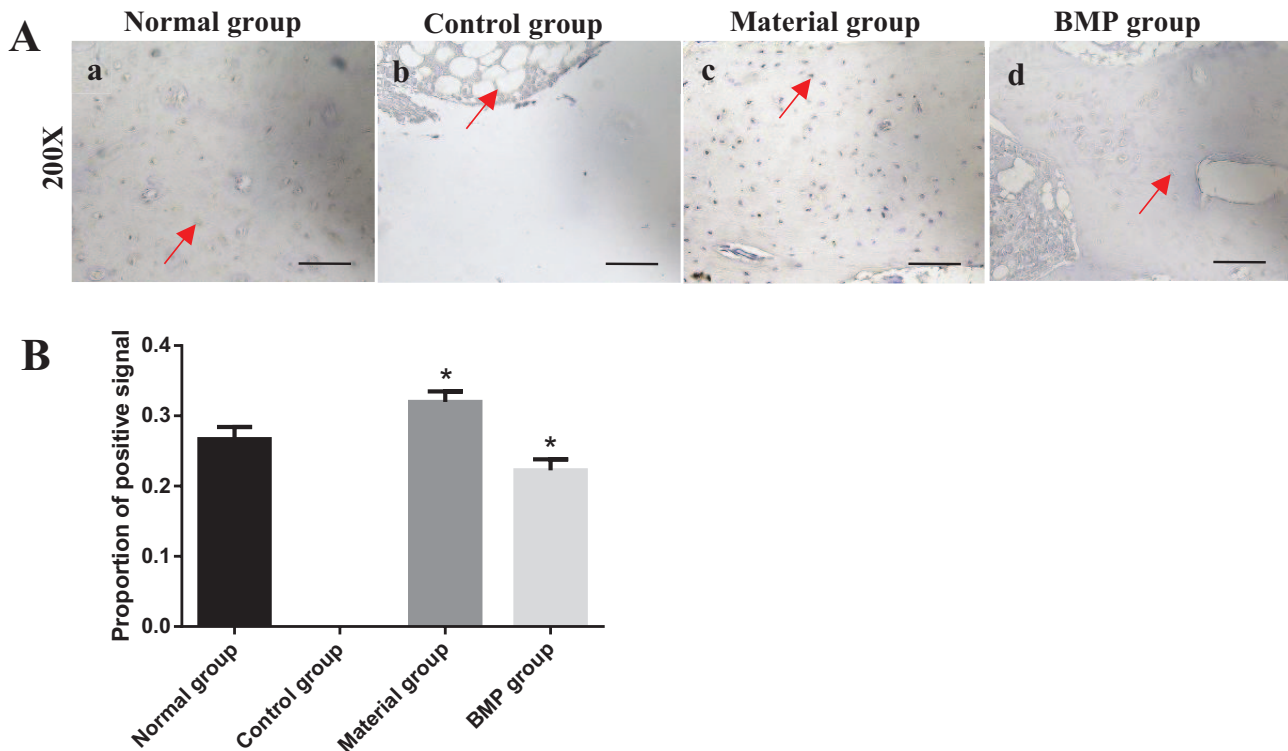 A
Normal group
Control group
Material group
BMP group
200X
a
b
c
d
B
Proportion of positive signal
0.4
0.3
0.2
0.1
0.0
*
*
Normal group
Control group
Material group
BMP group